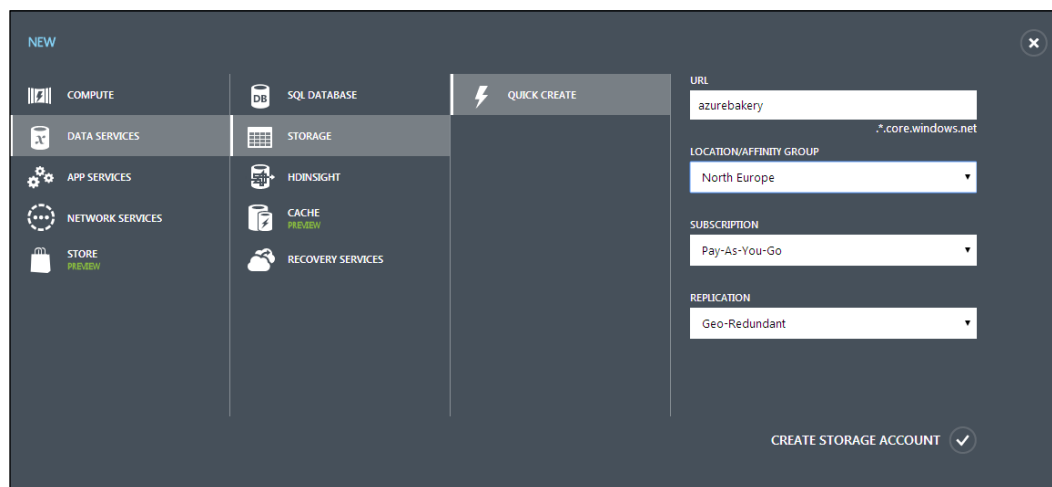 NEW
COMPUTE
DATA SERVICES
APP SERVICES
NETWORK SERVICES
STORE
PREVIEW
DB
SQL DATABASE
STORAGE
HDINSIGHT
CACHE
PREVIEW
RECOVERY SERVICES
QUICK CREATE
URL
azurebakery
.*.core.windows.net
LOCATION/AFFINITY GROUP
North Europe
SUBSCRIPTION
Pay-As-You-Go
REPLICATION
Geo-Redundant
CREATE STORAGE ACCOUNT